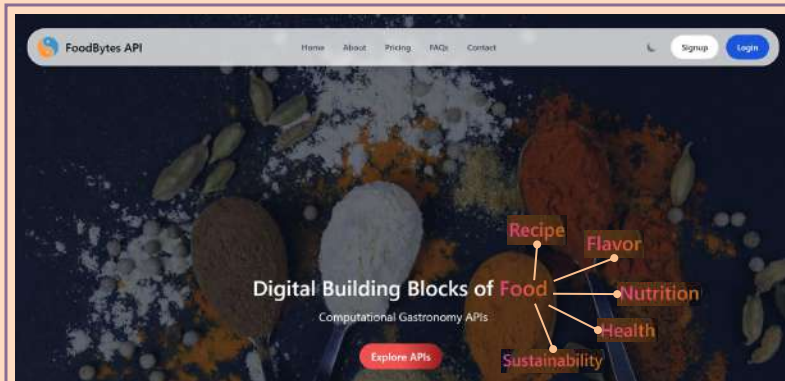 FoodBytes API
Home About Pricing FAQs Contact
Signup Login
Recipe
Flavor
Digital Building Blocks of Food
Nutrition
Computational Gastronomy APIs
Health
Explore APIs
Sustainability